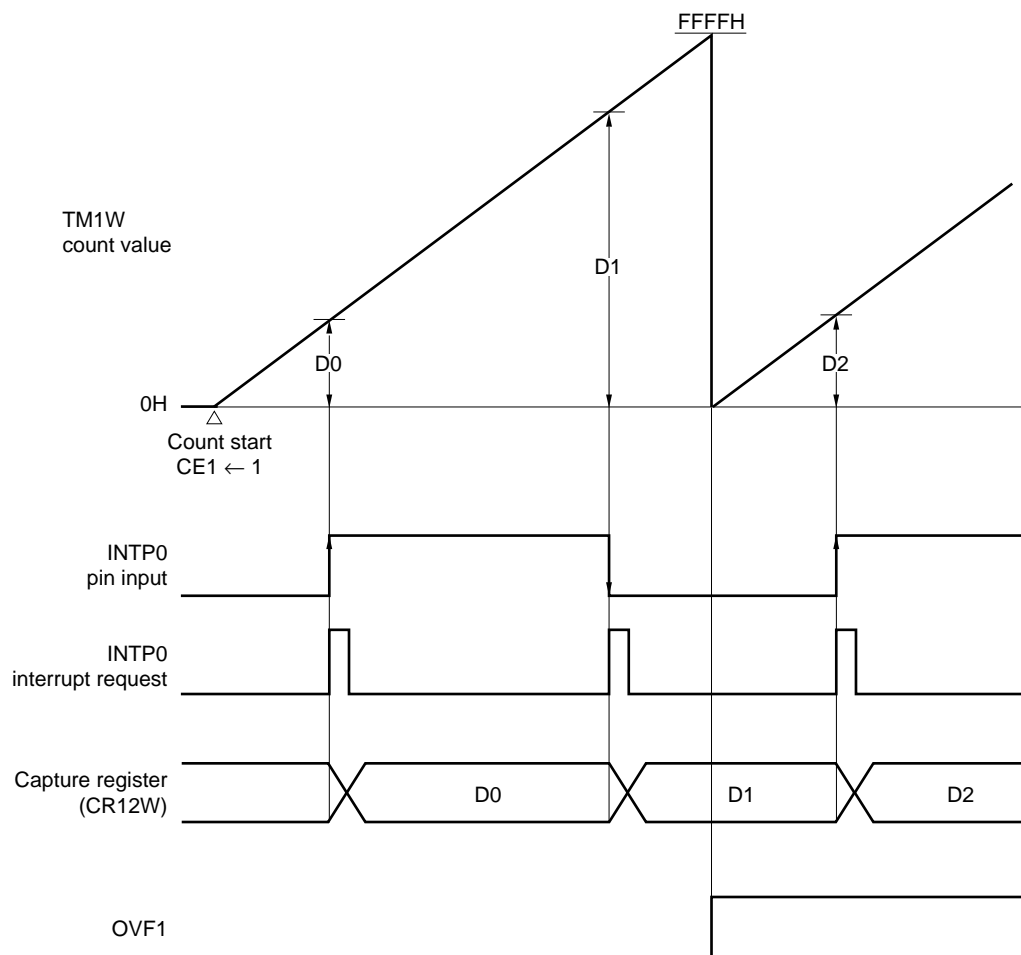 FFFFH
TM1W
count value
D1
D0
D2
0H
Count start
CE1 ← 1
INTP0
pin input
INTP0
interrupt request
Capture register
(CR12W)
D0
D1
D2
OVF1